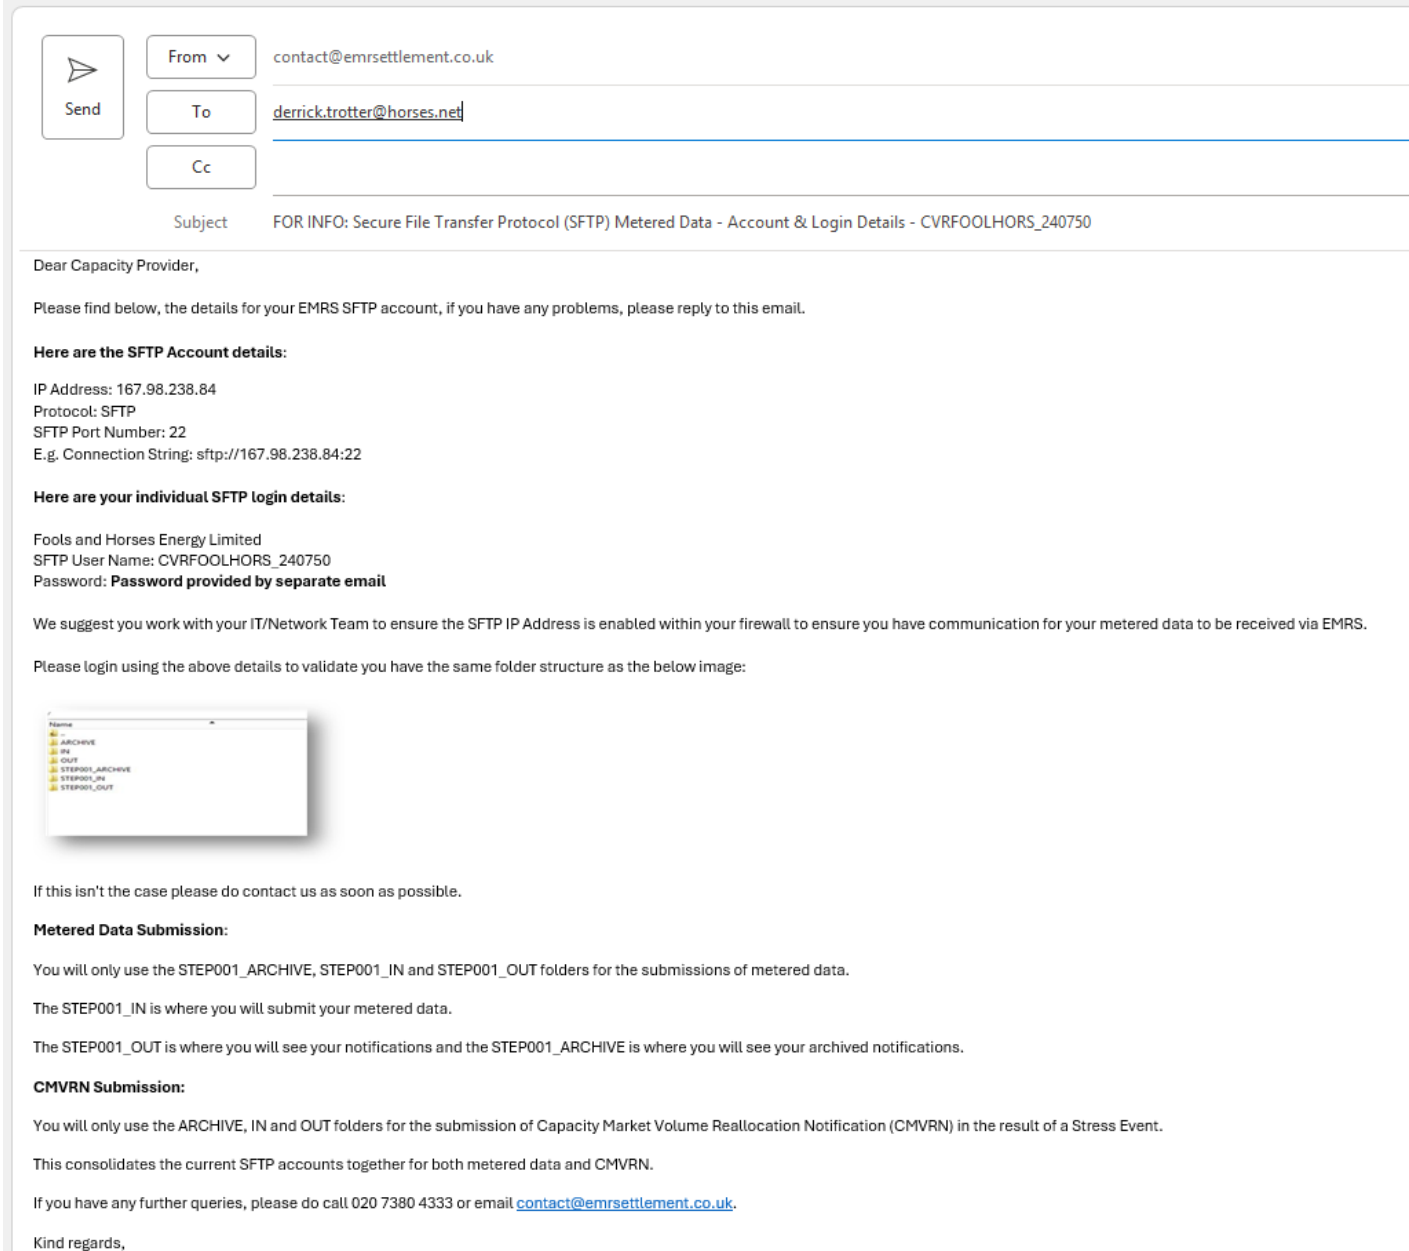 Send
From
contact@emrsettlement.co.uk
To
derrick.trotter@horses.net
Cc
Subject
FOR INFO: Secure File Transfer Protocol (SFTP) Metered Data - Account & Login Details - CVRFOOLHORS_240750
Dear Capacity Provider,
Please find below, the details for your EMRS SFTP account, if you have any problems, please reply to this email.
Here are the SFTP Account details:
IP Address: 167.98.238.84
Protocol: SFTP
SFTP Port Number: 22
E.g. Connection String: sftp://167.98.238.84:22
Here are your individual SFTP login details:
Fools and Horses Energy Limited
SFTP User Name: CVRFOOLHORS_240750
Password: Password provided by separate email
We suggest you work with your IT/Network Team to ensure the SFTP IP Address is enabled within your firewall to ensure you have communication for your metered data to be received via EMRS.
Please login using the above details to validate you have the same folder structure as the below image:
/
Name
..
ARCHIVE
IN
OUT
STEP001_ARCHIVE
STEP001_IN
STEP001_OUT
If this isn't the case please do contact us as soon as possible.
Metered Data Submission:
You will only use the STEP001_ARCHIVE, STEP001_IN and STEP001_OUT folders for the submissions of metered data.
The STEP001_IN is where you will submit your metered data.
The STEP001_OUT is where you will see your notifications and the STEP001_ARCHIVE is where you will see your archived notifications.
CMVRN Submission:
You will only use the ARCHIVE, IN and OUT folders for the submission of Capacity Market Volume Reallocation Notification (CMVRN) in the result of a Stress Event.
This consolidates the current SFTP accounts together for both metered data and CMVRN.
If you have any further queries, please do call 020 7380 4333 or email contact@emrsettlement.co.uk.
Kind regards,